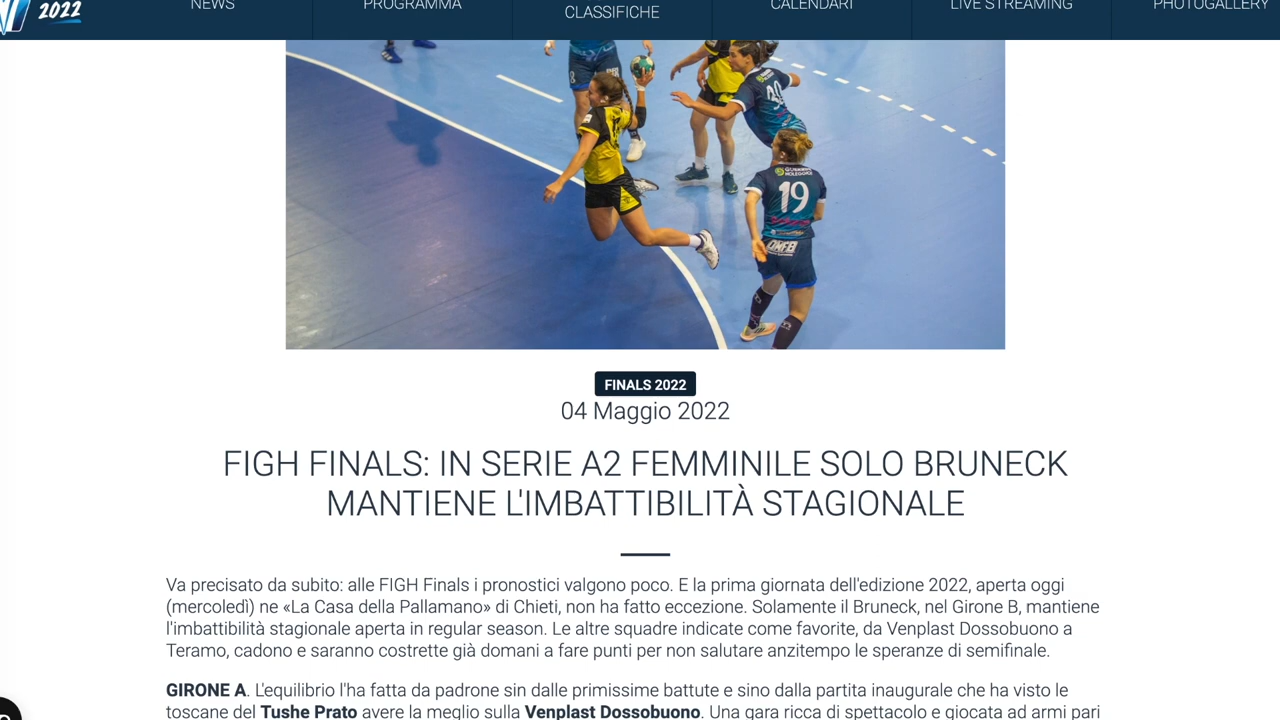 2022
NEWS
PROGRAMMA
CLASSIFICHE
CALENDARI
LIVE STREAMING
PHOTOGALLERY
19
FINALS 2022
04 Maggio 2022
FIGH FINALS: IN SERIE A2 FEMMINILE SOLO BRUNECK
MANTIENE L'IMBATTIBILITÀ STAGIONALE
Va precisato da subito: alle FIGH Finals i pronostici valgono poco. E la prima giornata dell'edizione 2022, aperta oggi
(mercoledì) ne «La Casa della Pallamano» di Chieti, non ha fatto eccezione. Solamente il Bruneck, nel Girone B, mantiene
l'imbattibilità stagionale aperta in regular season. Le altre squadre indicate come favorite, da Venplast Dossobuono a
Teramo, cadono e saranno costrette già domani a fare punti per non salutare anzitempo le speranze di semifinale.
GIRONE A. L'equilibrio l'ha fatta da padrone sin dalle primissime battute e sino dalla partita inaugurale che ha visto le
toscane del Tushe Prato avere la meglio sulla Venplast Dossobuono. Una gara ricca di spettacolo e giocata ad armi pari